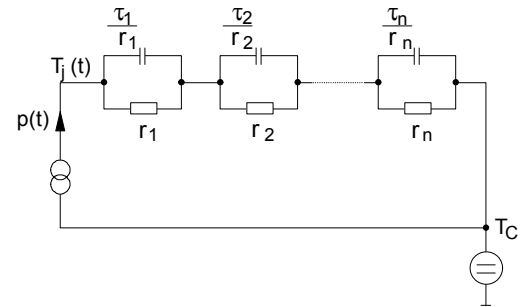 τ1 τ2 τn
r1 r2 rn
Tj (t)
r1 r2 rn
p(t)
TC